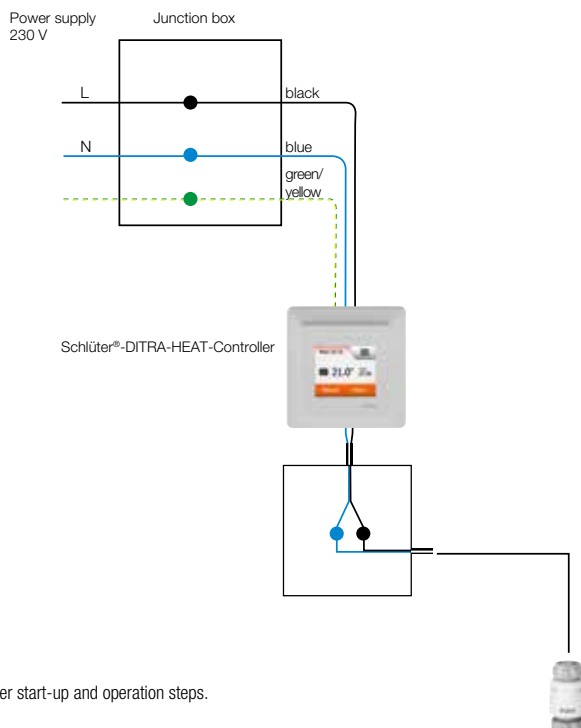 Power supply
230 V
Junction box
L
black
N
blue
green/
yellow
Schlüter®-DITRA-HEAT-Controller
21.0°
er start-up and operation steps.